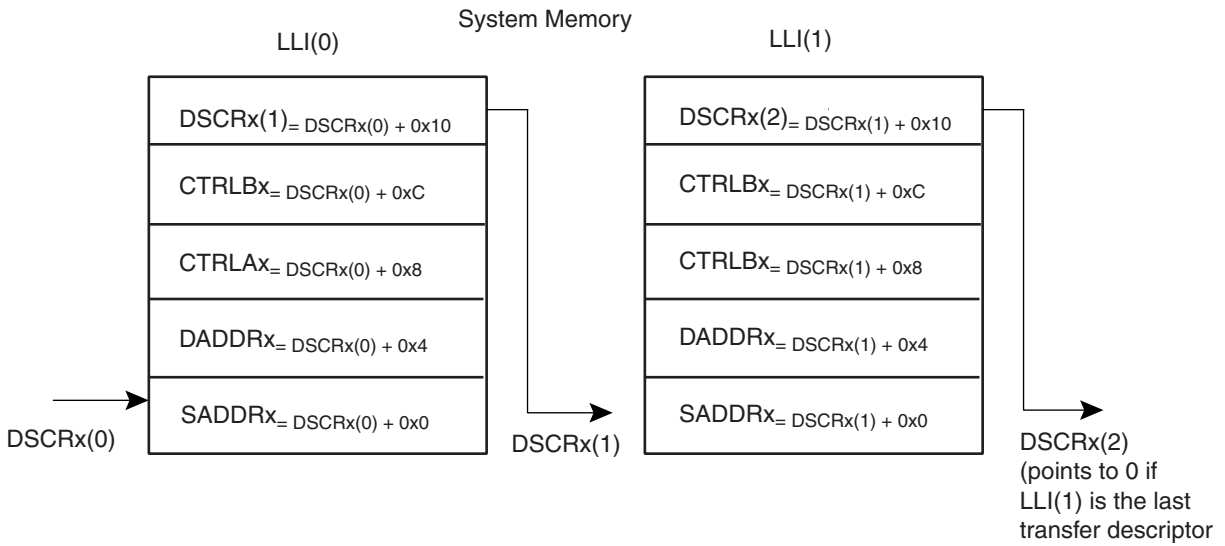 System Memory
LLI(0)
LLI(1)
DSCRx(1)= DSCRx(0) + 0x10
CTRLBx= DSCRx(0) + 0xC
CTRLAx= DSCRx(0) + 0x8
DADDRx= DSCRx(0) + 0x4
SADDRx= DSCRx(0) + 0x0
DSCRx(0)
DSCRx(2)= DSCRx(1) + 0x10
CTRLBx= DSCRx(1) + 0xC
CTRLBx= DSCRx(1) + 0x8
DADDRx= DSCRx(1) + 0x4
SADDRx= DSCRx(1) + 0x0
DSCRx(1)
DSCRx(2)
(points to 0 if
LLI(1) is the last
transfer descriptor